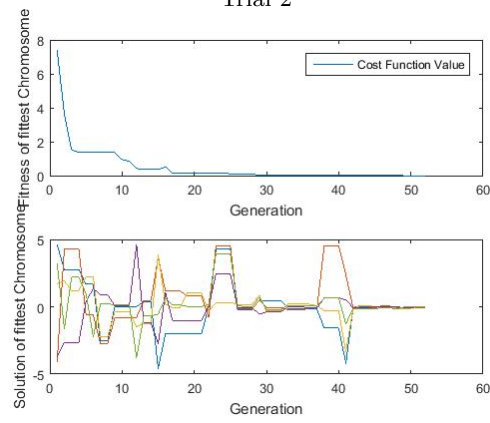 Trial 2
Fitness of fittest Chromosome
8
6
4
2
0
Cost Function Value
0 10 20 30 40 50 60
Generation
Solution of fittest Chromosome
5
0
-5
0 10 20 30 40 50 60
Generation